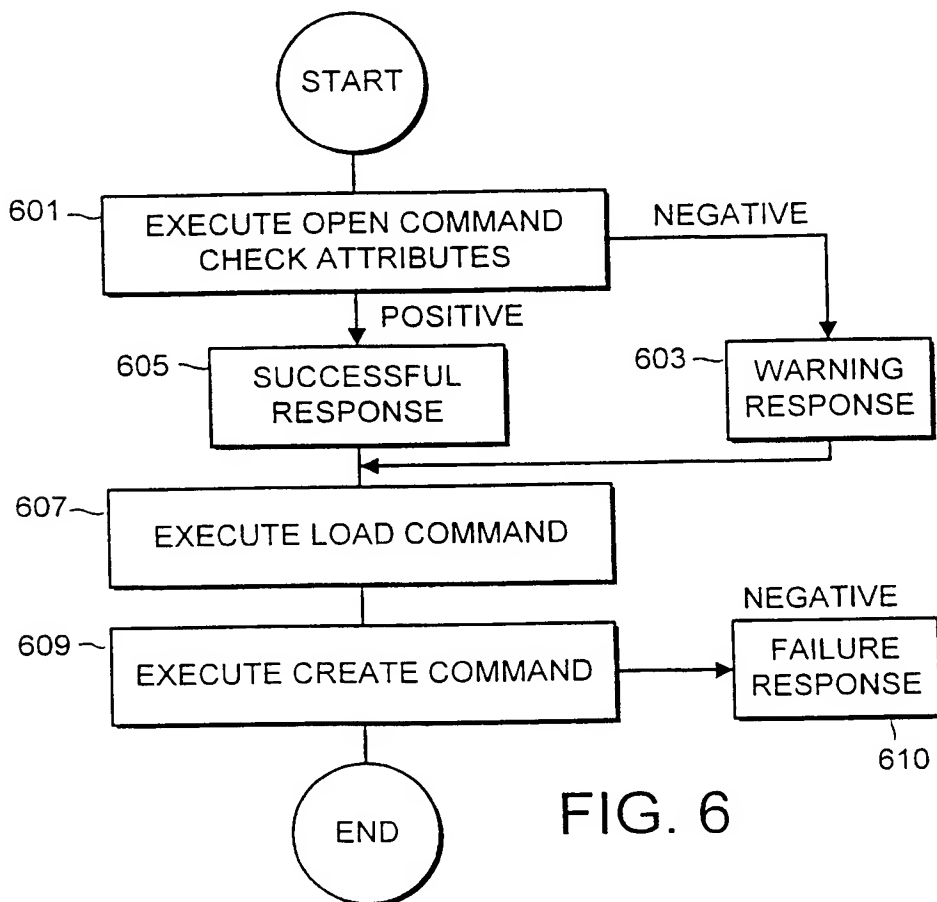 START
601
EXECUTE OPEN COMMAND
CHECK ATTRIBUTES
NEGATIVE
POSITIVE
605
SUCCESSFUL
RESPONSE
603
WARNING
RESPONSE
607
EXECUTE LOAD COMMAND
609
EXECUTE CREATE COMMAND
NEGATIVE
FAILURE
RESPONSE
610
END
FIG. 6